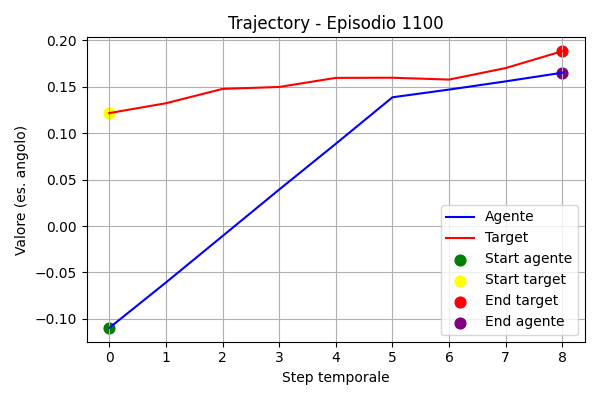 Trajectory - Episodio 1100
Valore (es. angolo)
0.20
0.15
0.10
0.05
0.00
−0.05
−0.10
0 1 2 3 4 5 6 7 8
Step temporale
Agente
Target
Start agente
Start target
End target
End agente